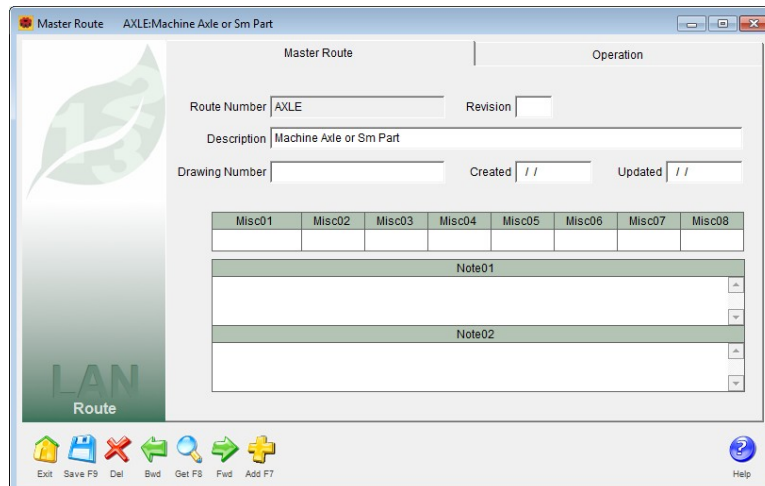 Master Route AXLE:Machine Axle or Sm Part
Master Route Operation
Route Number AXLE Revision
Description Machine Axle or Sm Part
Drawing Number Created / / Updated / /
Misc01 Misc02 Misc03 Misc04 Misc05 Misc06 Misc07 Misc08
Note01
Note02
LAN
Route
Exit Save F9 Del Bwd Get F8 Fwd Add F7 Help